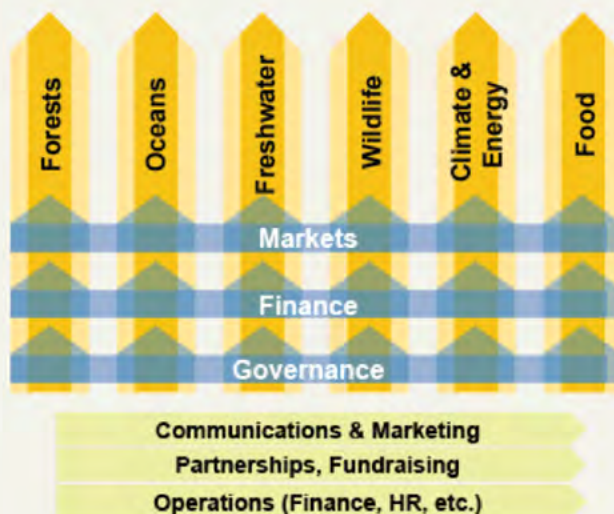 Forests
Oceans
Freshwater
Wildlife
Climate &
Energy
Food
Markets
Finance
Governance
Communications & Marketing
Partnerships, Fundraising
Operations (Finance, HR, etc.)